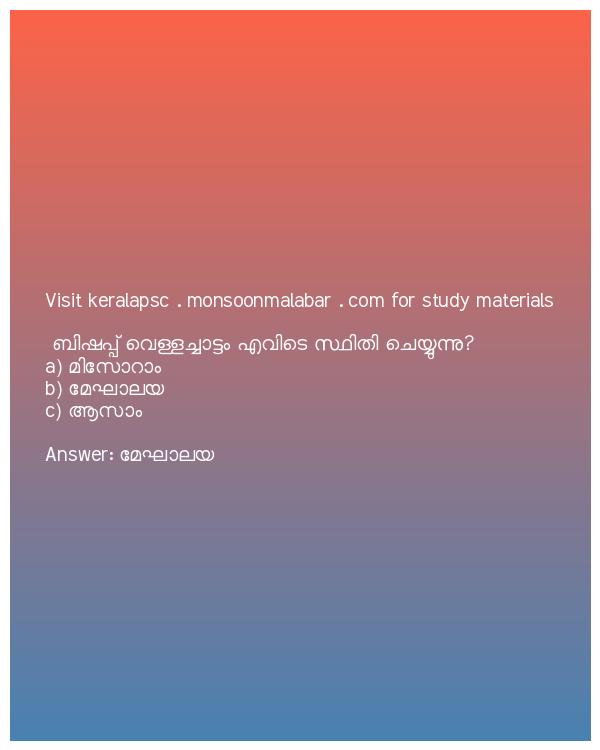 Visit keralapsc . monsoonmalabar . com for study materials
ബിഷപ്പ് വെള്ളച്ചാട്ടം എവിടെ സ്ഥിതി ചെയ്യുന്നു?
a) മിസോറാം
b) മേഘാലയ
c) ആസാം
Answer: മേഘാലയ